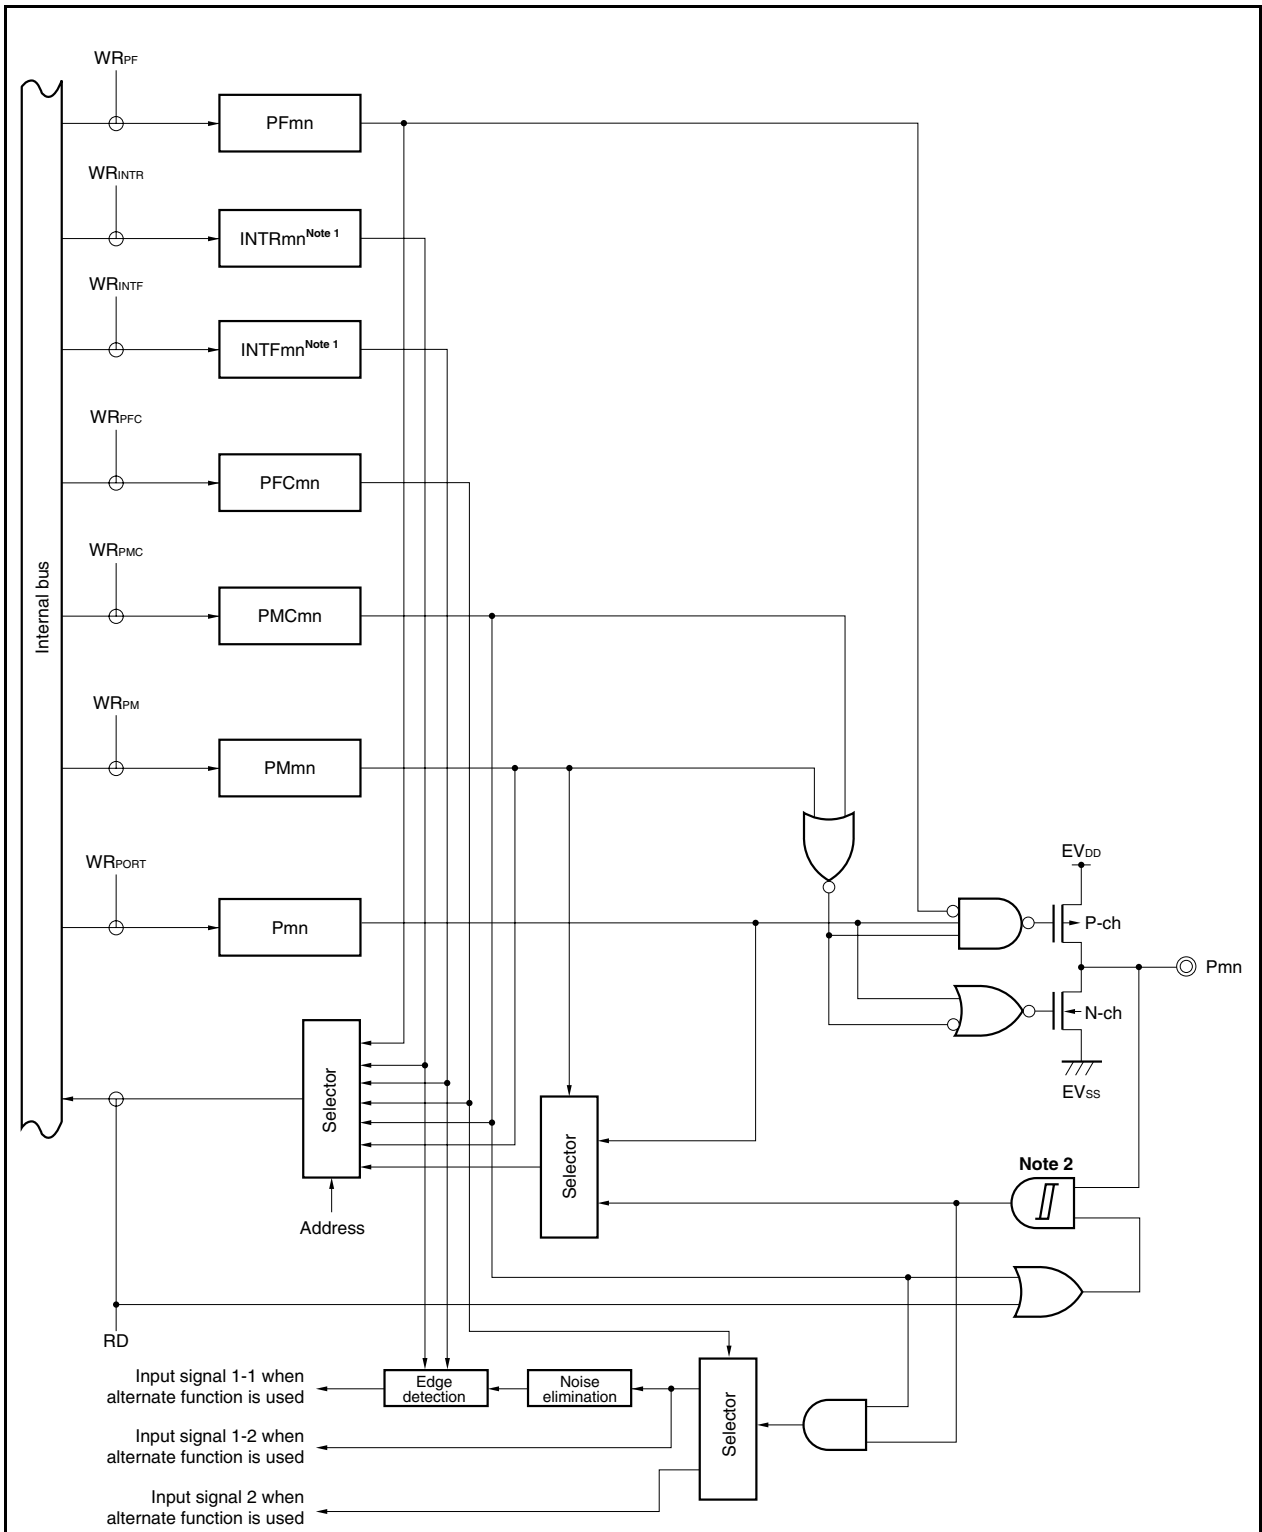 WRPF
PFmn
WRINTR
INTRmnNote 1
WRINTF
INTFmnNote 1
WRPFC
PFCmn
WRPMC
PMCmn
Internal bus
WRPM
PMmn
WRPORT
Pmn
EVDD
P-ch
Pmn
N-ch
EVSS
Selector
Selector
Note 2
Address
RD
Input signal 1-1 when
alternate function is used
Edge
detection
Noise
elimination
Selector
Input signal 1-2 when
alternate function is used
Input signal 2 when
alternate function is used